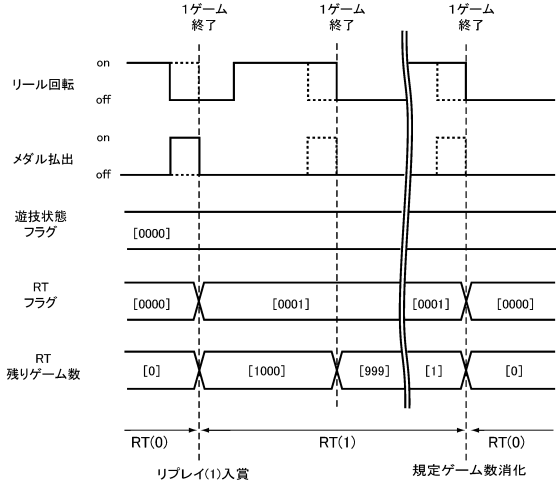 1ゲーム 1ゲーム 1ゲーム
終了 終了 終了
on
リール回転
off
on
メダル払出
off
遊技状態
フラグ
[0000]
RT
フラグ
[0000] [0001] [0001] [0000]
RT
残りゲーム数
[0] [1000] [999] [1] [0]
RT(0) RT(1) RT(0)
リプレイ(1)入賞 規定ゲーム数消化